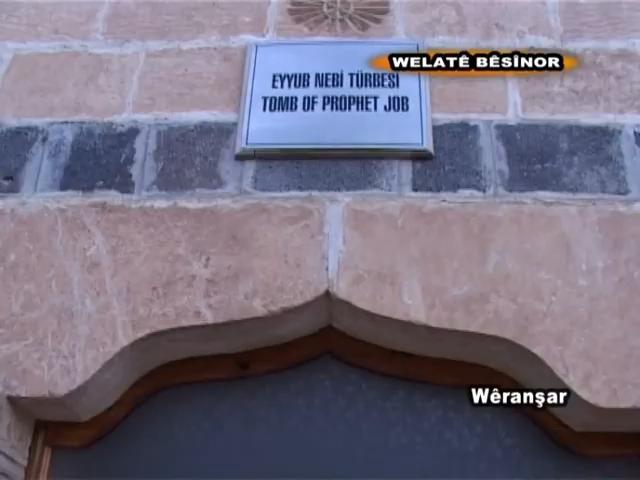 WELATÊ BÊSÎNOR
EYYUB NEBİ TÜRBESİ
TOMB OF PROPHET JOB
Wêranşar